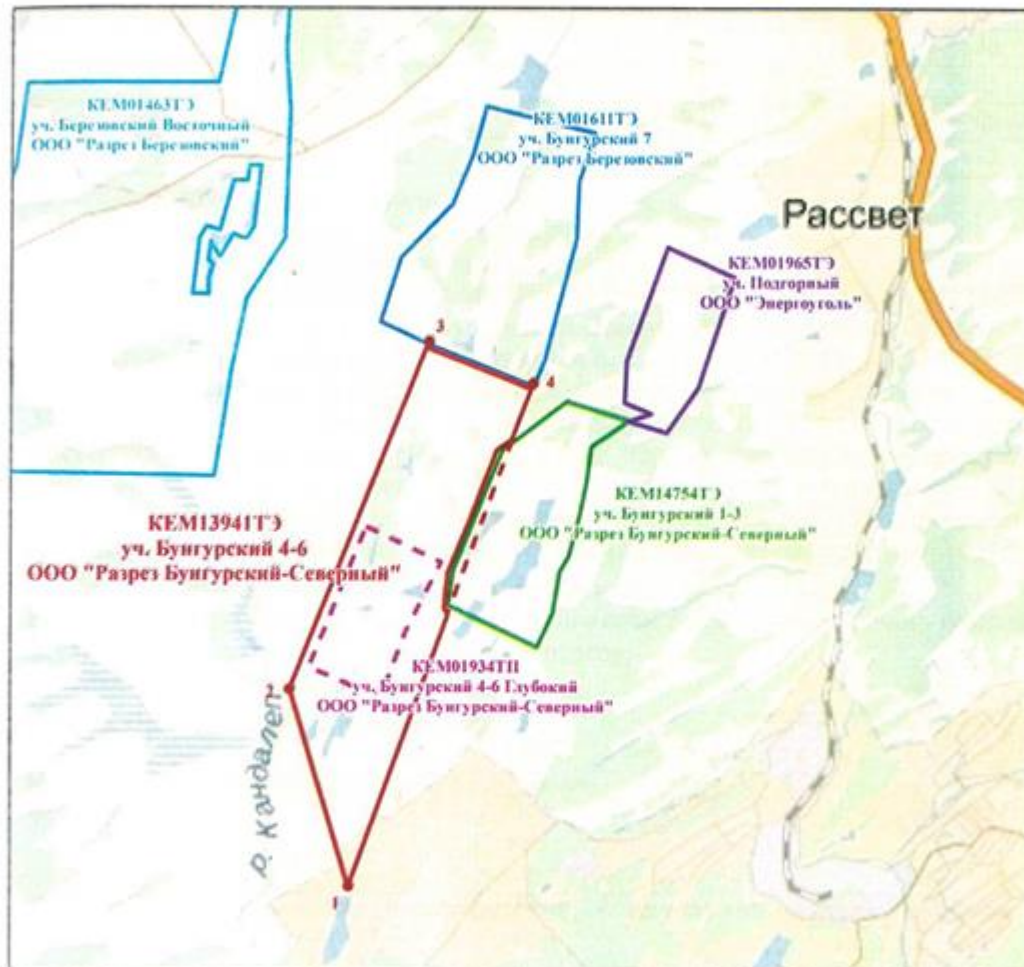 КЕМ01463ТЭ
уч. Березовский Восточный
ООО "Разрез Березовский"
КЕМ01611ТЭ
уч. Бунгурский 7
ООО "Разрез Березовский"
Рассвет
КЕМ01965ТЭ
уч. Подгорный
ООО "Энергоуголь"
3
4
КЕМ14754ТЭ
уч. Бунгурский 1-3
ООО "Разрез Бунгурский-Северный"
КЕМ13941ТЭ
уч. Бунгурский 4-6
ООО "Разрез Бунгурский-Северный"
КЕМ01934ТП
уч. Бунгурский 4-6 Глубокий
ООО "Разрез Бунгурский-Северный"
2
р. Кандалеп
1